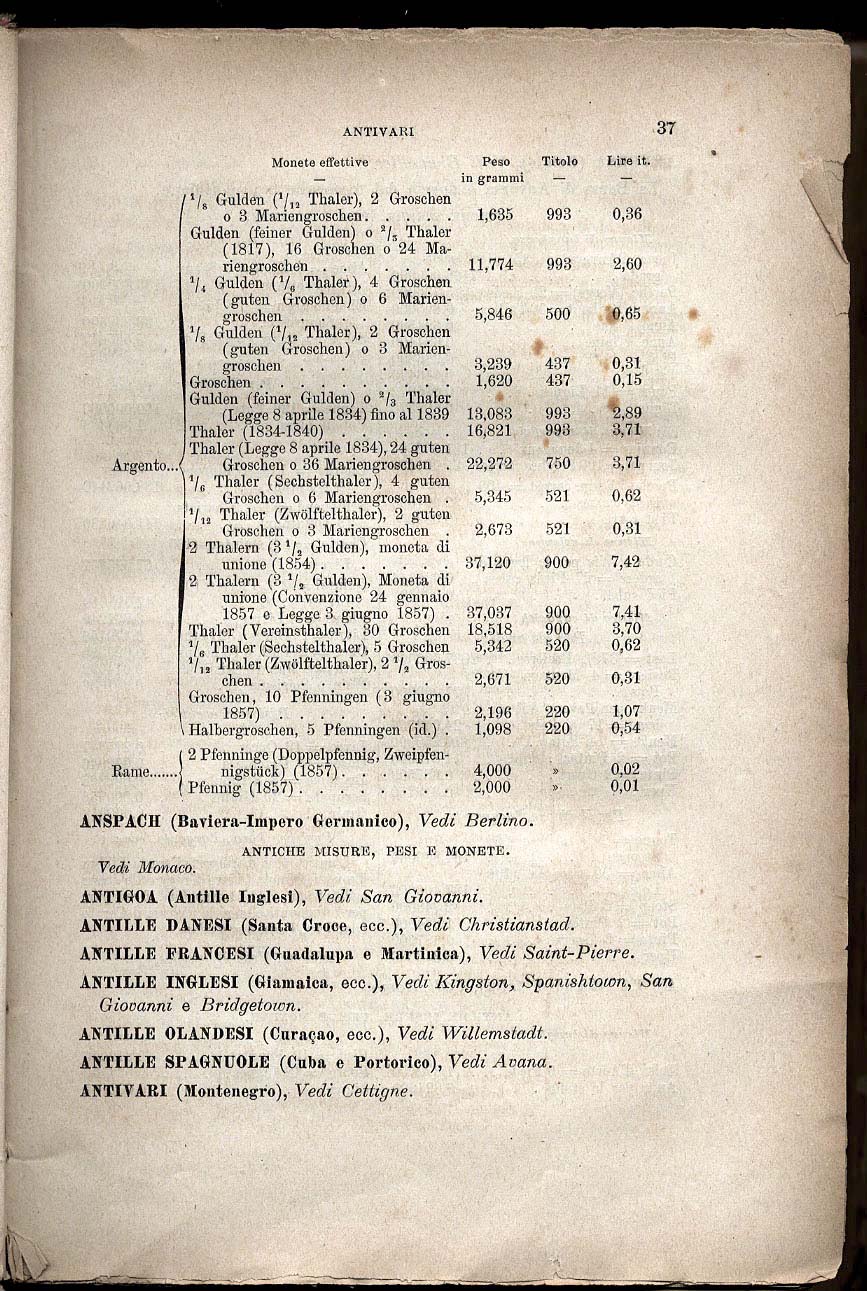 ANTIVARI 37
Monete effettive Peso Titolo Lire it.
— in grammi — —
1/8 Gulden (1/12 Thaler), 2 Groschen
o 3 Mariengroschen. . . . . 1,635 993 0,36
Gulden (feiner Gulden) o 2/3 Thaler
(1817), 16 Groschen o 24 Ma-
riengroschen . . . . . . . 11,774 993 2,60
1/4 Gulden (1/6 Thaler), 4 Groschen
(guten Groschen) o 6 Marien-
groschen . . . . . . . . 5,846 500 0,65
1/8 Gulden (1/12 Thaler), 2 Groschen
(guten Groschen) o 3 Marien-
groschen . . . . . . . . 3,239 437 0,31
Groschen . . . . . . . . . . 1,620 437 0,15
Gulden (feiner Gulden) o 2/3 Thaler
(Legge 8 aprile 1834) fino al 1839 13,083 993 2,89
Thaler (1834-1840) . . . . . . 16,821 993 3,71
Thaler (Legge 8 aprile 1834), 24 guten
Argento... Groschen o 36 Mariengroschen . 22,272 750 3,71
1/6 Thaler (Sechstelthaler), 4 guten
Groschen o 6 Mariengroschen . 5,345 521 0,62
1/12 Thaler (Zwölftelthaler), 2 guten
Groschen o 3 Mariengroschen . 2,673 521 0,31
2 Thalern (3 1/2 Gulden), moneta di
unione (1854) . . . . . . . 37,120 900 7,42
2 Thalern (3 1/2 Gulden), Moneta di
unione (Convenzione 24 gennaio
1857 e Legge 3 giugno 1857) . 37,037 900 7,41
Thaler (Vereinsthaler), 30 Groschen 18,518 900 3,70
1/6 Thaler (Sechstelthaler), 5 Groschen 5,342 520 0,62
1/12 Thaler (Zwölftelthaler), 2 1/2 Gros-
chen . . . . . . . . . . 2,671 520 0,31
Groschen, 10 Pfenningen (3 giugno
1857) . . . . . . . . . 2,196 220 1,07
Halbergroschen, 5 Pfenningen (id.) . 1,098 220 0,54
2 Pfenninge (Doppelpfennig, Zweipfen-
Rame....... nigstück) (1857) . . . . . . 4,000 » 0,02
Pfennig (1857) . . . . . . . . 2,000 » 0,01
ANSPACH (Baviera-Impero Germanico), Vedi Berlino.
ANTICHE MISURE, PESI E MONETE.
Vedi Monaco.
ANTIGOA (Antille Inglesi), Vedi San Giovanni.
ANTILLE DANESI (Santa Croce, ecc.), Vedi Christianstad.
ANTILLE FRANCESI (Guadalupa e Martinica), Vedi Saint-Pierre.
ANTILLE INGLESI (Giamaica, ecc.), Vedi Kingston, Spanishtown, San
Giovanni e Bridgetown.
ANTILLE OLANDESI (Curaçao, ecc.), Vedi Willemstadt.
ANTILLE SPAGNUOLE (Cuba e Portorico), Vedi Avana.
ANTIVARI (Montenegro), Vedi Cettigne.